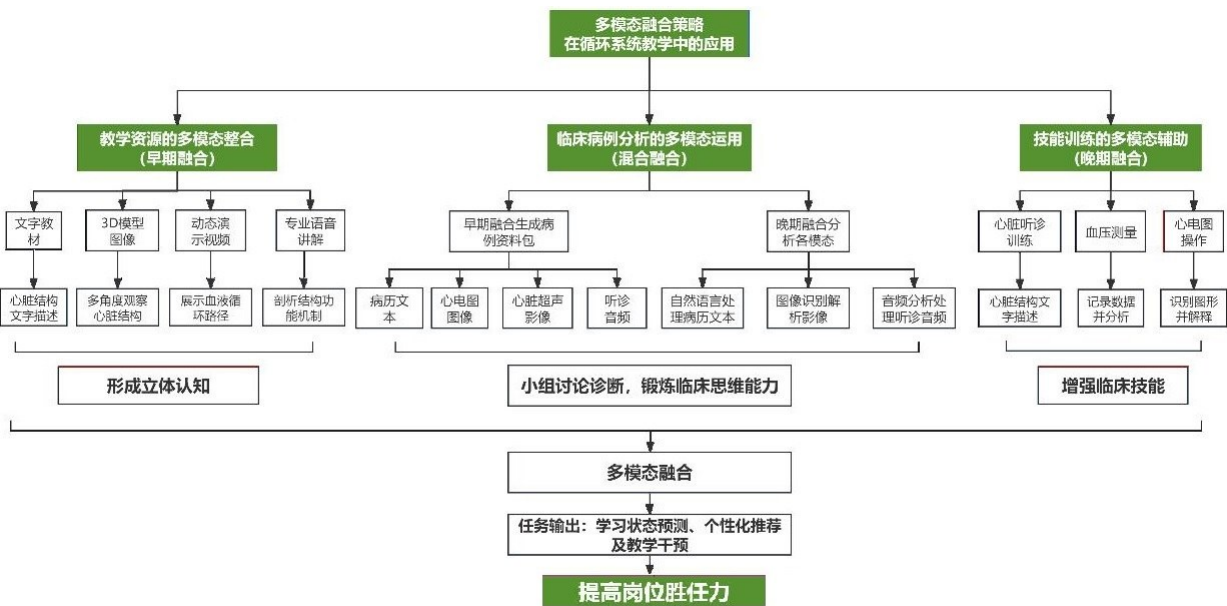 多模态融合策略
在循环系统教学中的应用
教学资源的多模态整合
（早期融合）
临床病例分析的多模态运用
（混合融合）
技能训练的多模态辅助
（晚期融合）
文字教
材
3D模型
图像
动态演
示视频
专业语音
讲解
早期融合生成病
例资料包
晚期融合分
析各模态
心脏听诊
训练
血压测量
心电图
操作
心脏结构
文字描述
多角度观察
心脏结构
展示血液循
环路径
剖析结构功
能机制
病历文
本
心电图
图像
心脏超声
影像
听诊
音频
自然语言处
理病历文本
图像识别解
析影像
音频分析处
理听诊音频
心脏结构文
字描述
记录数据
并分析
识别图形
并解释
形成立体认知
小组讨论诊断，锻炼临床思维能力
增强临床技能
多模态融合
任务输出：学习状态预测、个性化推荐
及教学干预
提高岗位胜任力